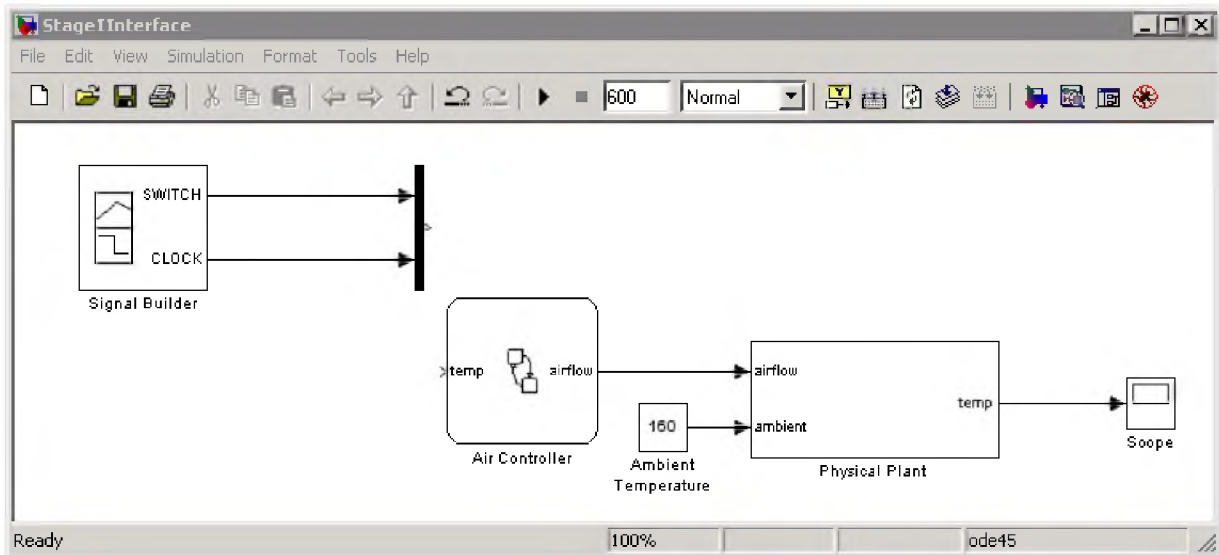 StageIInterface
File Edit View Simulation Format Tools Help
600 Normal
SWITCH
CLOCK
Signal Builder
temp airflow
Air Controller
160
Ambient
Temperature
airflow
ambient
temp
Physical Plant
Scope
Ready 100% ode45